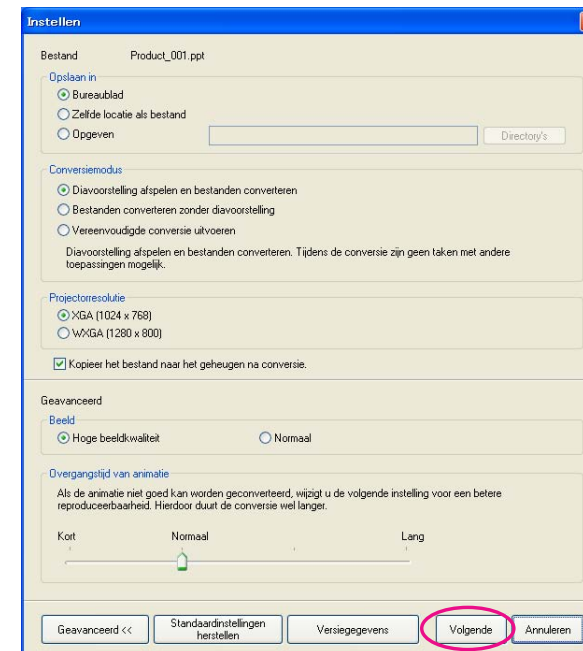 Instellen
Bestand Product_001.ppt
Opslaan in
Bureaublad
Zelfde locatie als bestand
Opgeven Directory's
Conversiemodus
Diavoorstelling afspelen en bestanden converteren
Bestanden converteren zonder diavoorstelling
Vereenvoudigde conversie uitvoeren
Diavoorstelling afspelen en bestanden converteren. Tijdens de conversie zijn geen taken met andere
toepassingen mogelijk.
Projectorresolutie
XGA (1024 x 768)
WXGA (1280 x 800)
Kopieer het bestand naar het geheugen na conversie.
Geavanceerd
Beeld
Hoge beeldkwaliteit Normaal
Overgangstijd van animatie
Als de animatie niet goed kan worden geconverteerd, wijzigt u de volgende instelling voor een betere
reproduceerbaarheid. Hierdoor duurt de conversie wel langer.
Kort Normaal Lang
Geavanceerd << Standaardinstellingen herstellen Versiegegevens Volgende Annuleren